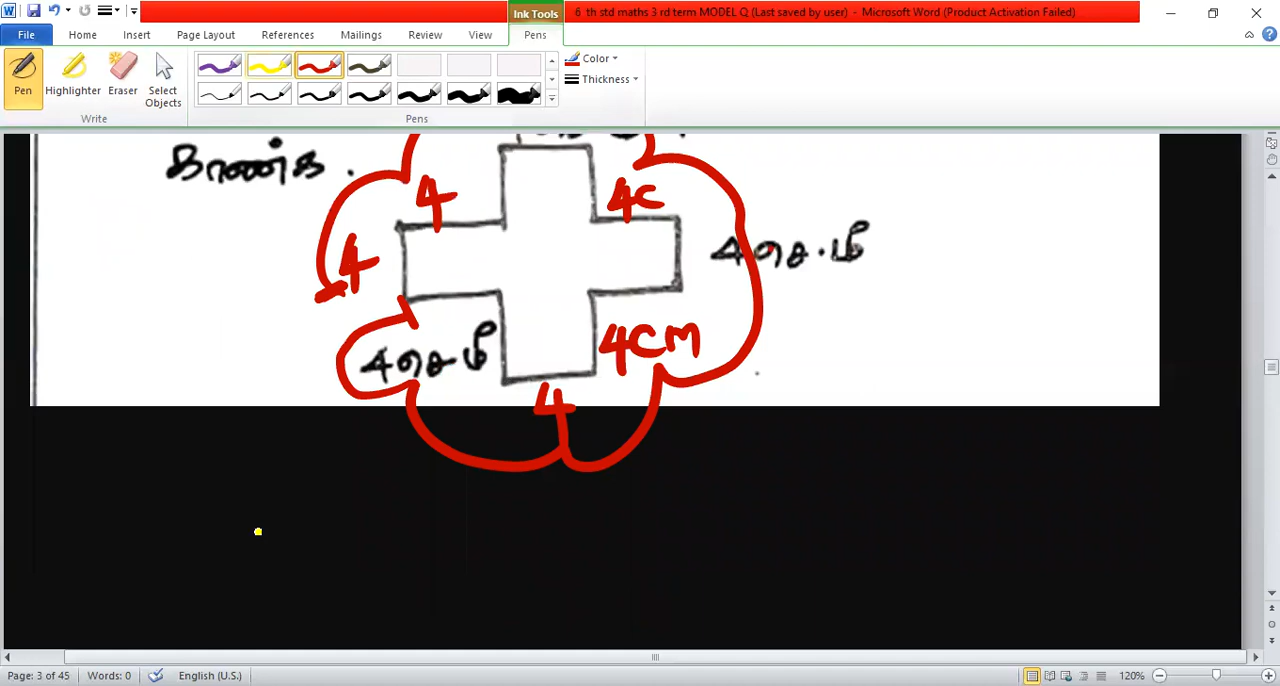 6 th std maths 3 rd term MODEL Q (Last saved by user) - Microsoft Word (Product Activation Failed)
Ink Tools
File Home Insert Page Layout References Mailings Review View Pens
Pen Highlighter Eraser Select Objects
Color
Thickness
Write Pens
காண்க .
4 4C
4 4செ.மீ
4செமீ 4CM
4
Page: 3 of 45 Words: 0 English (U.S.) 120%